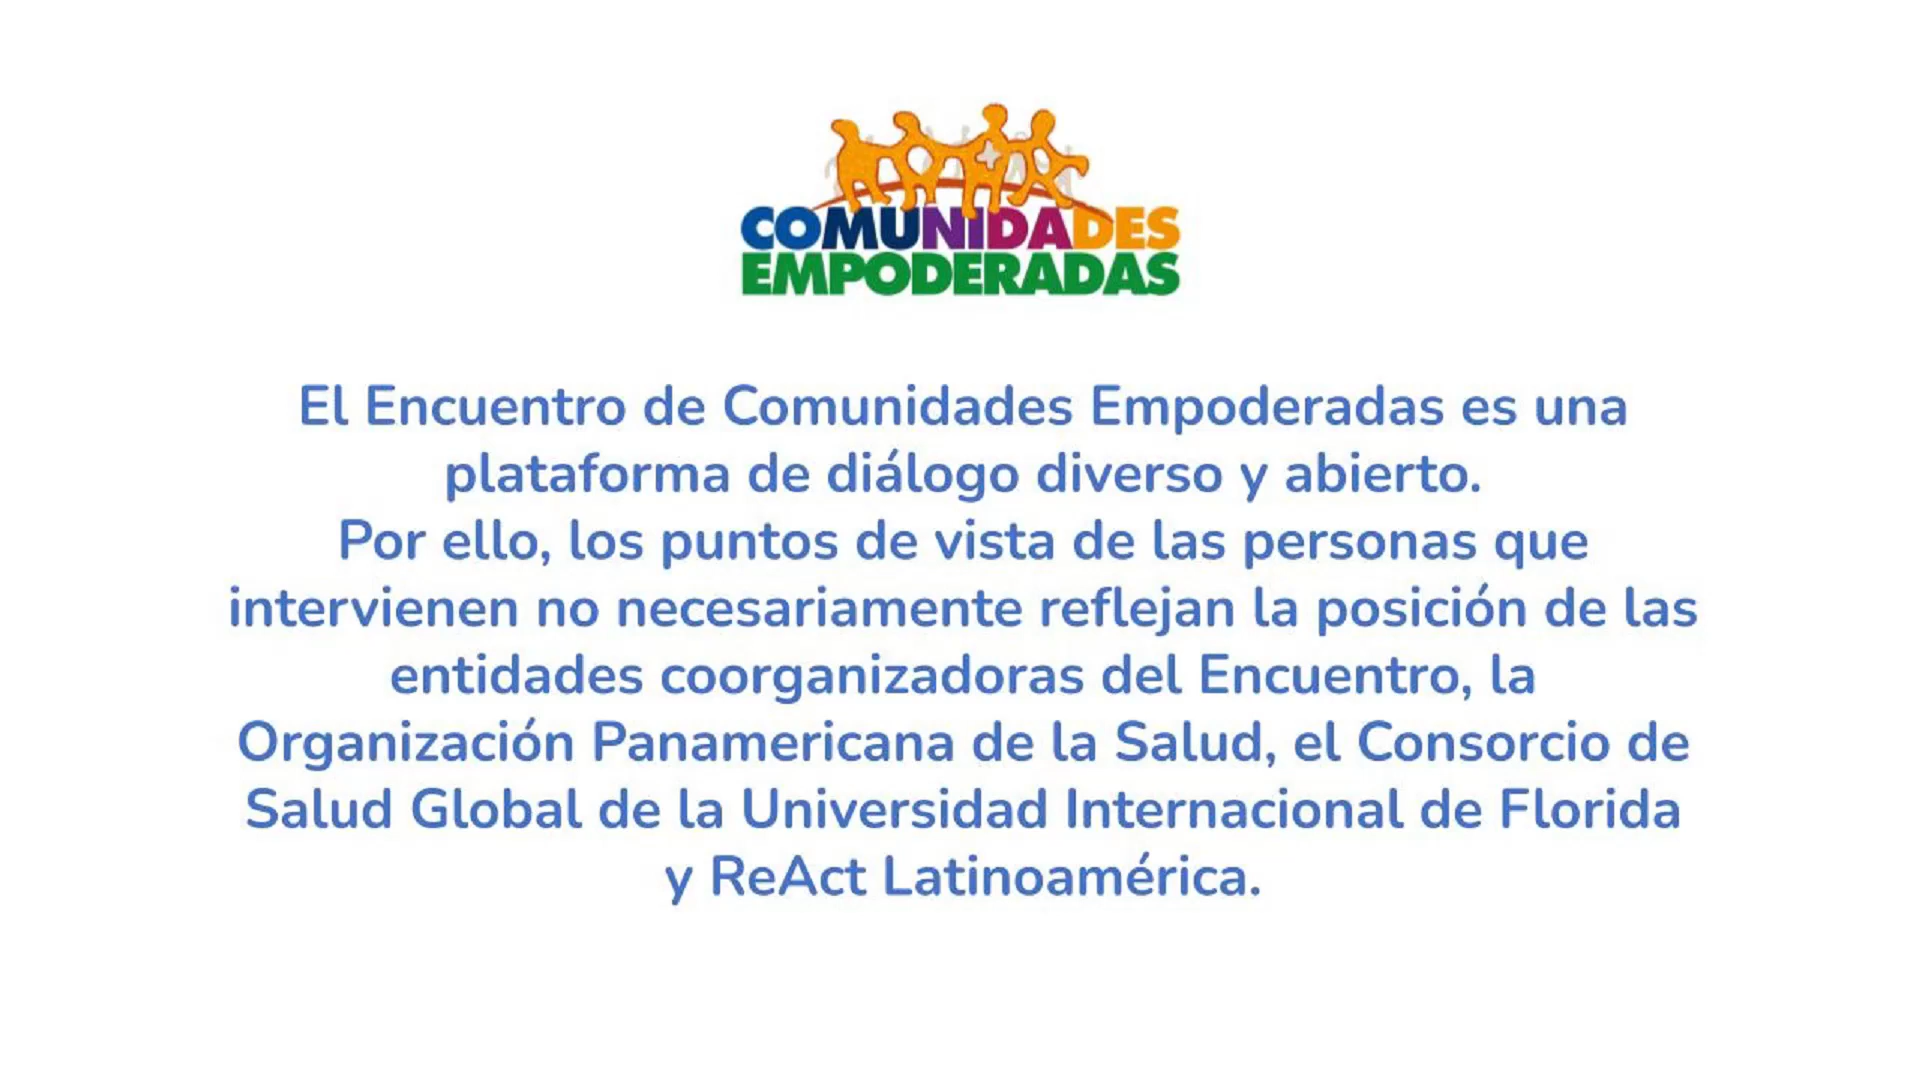 COMUNIDADES
EMPODERADAS
El Encuentro de Comunidades Empoderadas es una
plataforma de diálogo diverso y abierto.
Por ello, los puntos de vista de las personas que
intervienen no necesariamente reflejan la posición de las
entidades coorganizadoras del Encuentro, la
Organización Panamericana de la Salud, el Consorcio de
Salud Global de la Universidad Internacional de Florida
y ReAct Latinoamérica.